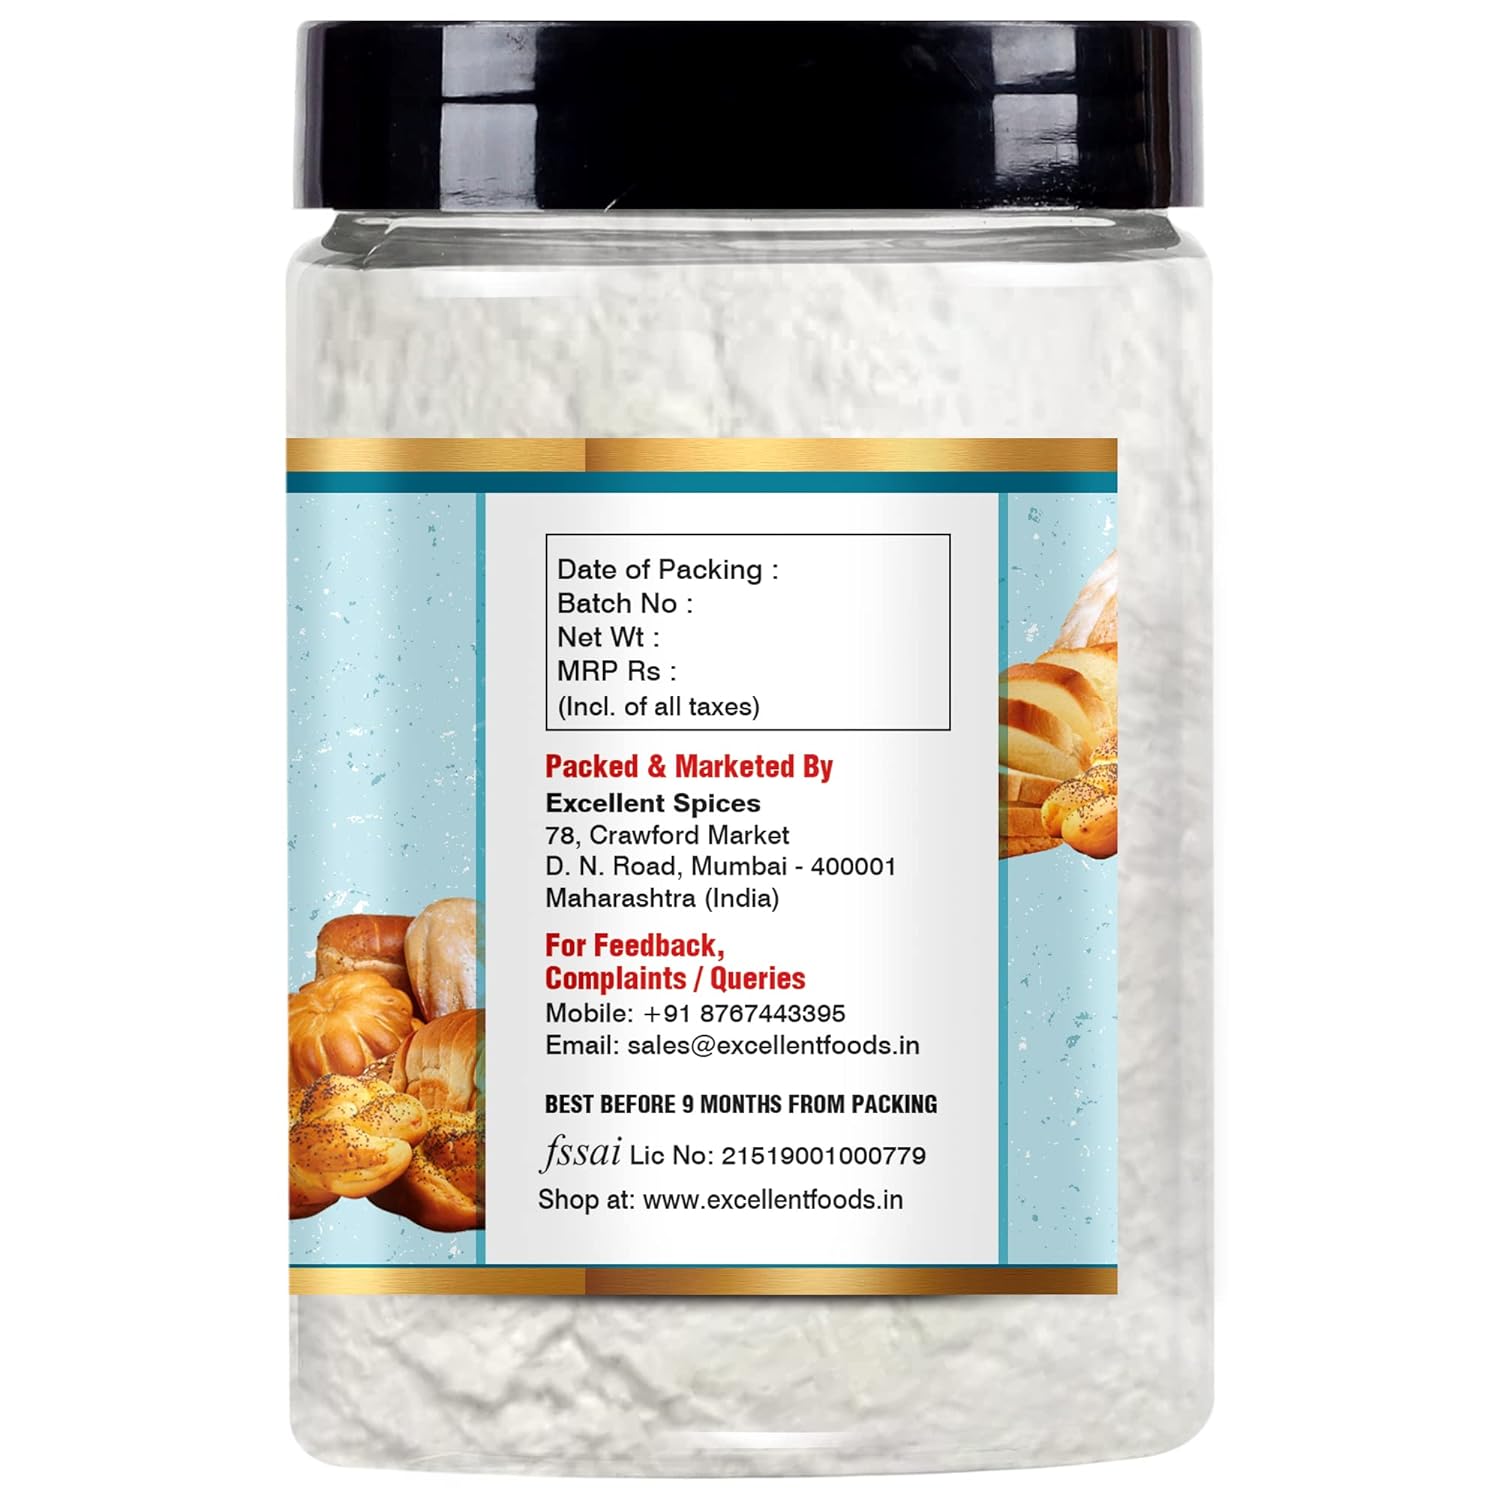 Date of Packing :
Batch No :
Net Wt :
MRP Rs :
(Incl. of all taxes)
Packed & Marketed By
Excellent Spices
78, Crawford Market
D. N. Road, Mumbai - 400001
Maharashtra (India)
For Feedback,
Complaints / Queries
Mobile: +91 8767443395
Email: sales@excellentfoods.in
BEST BEFORE 9 MONTHS FROM PACKING
fssai Lic No: 21519001000779
Shop at: www.excellentfoods.in